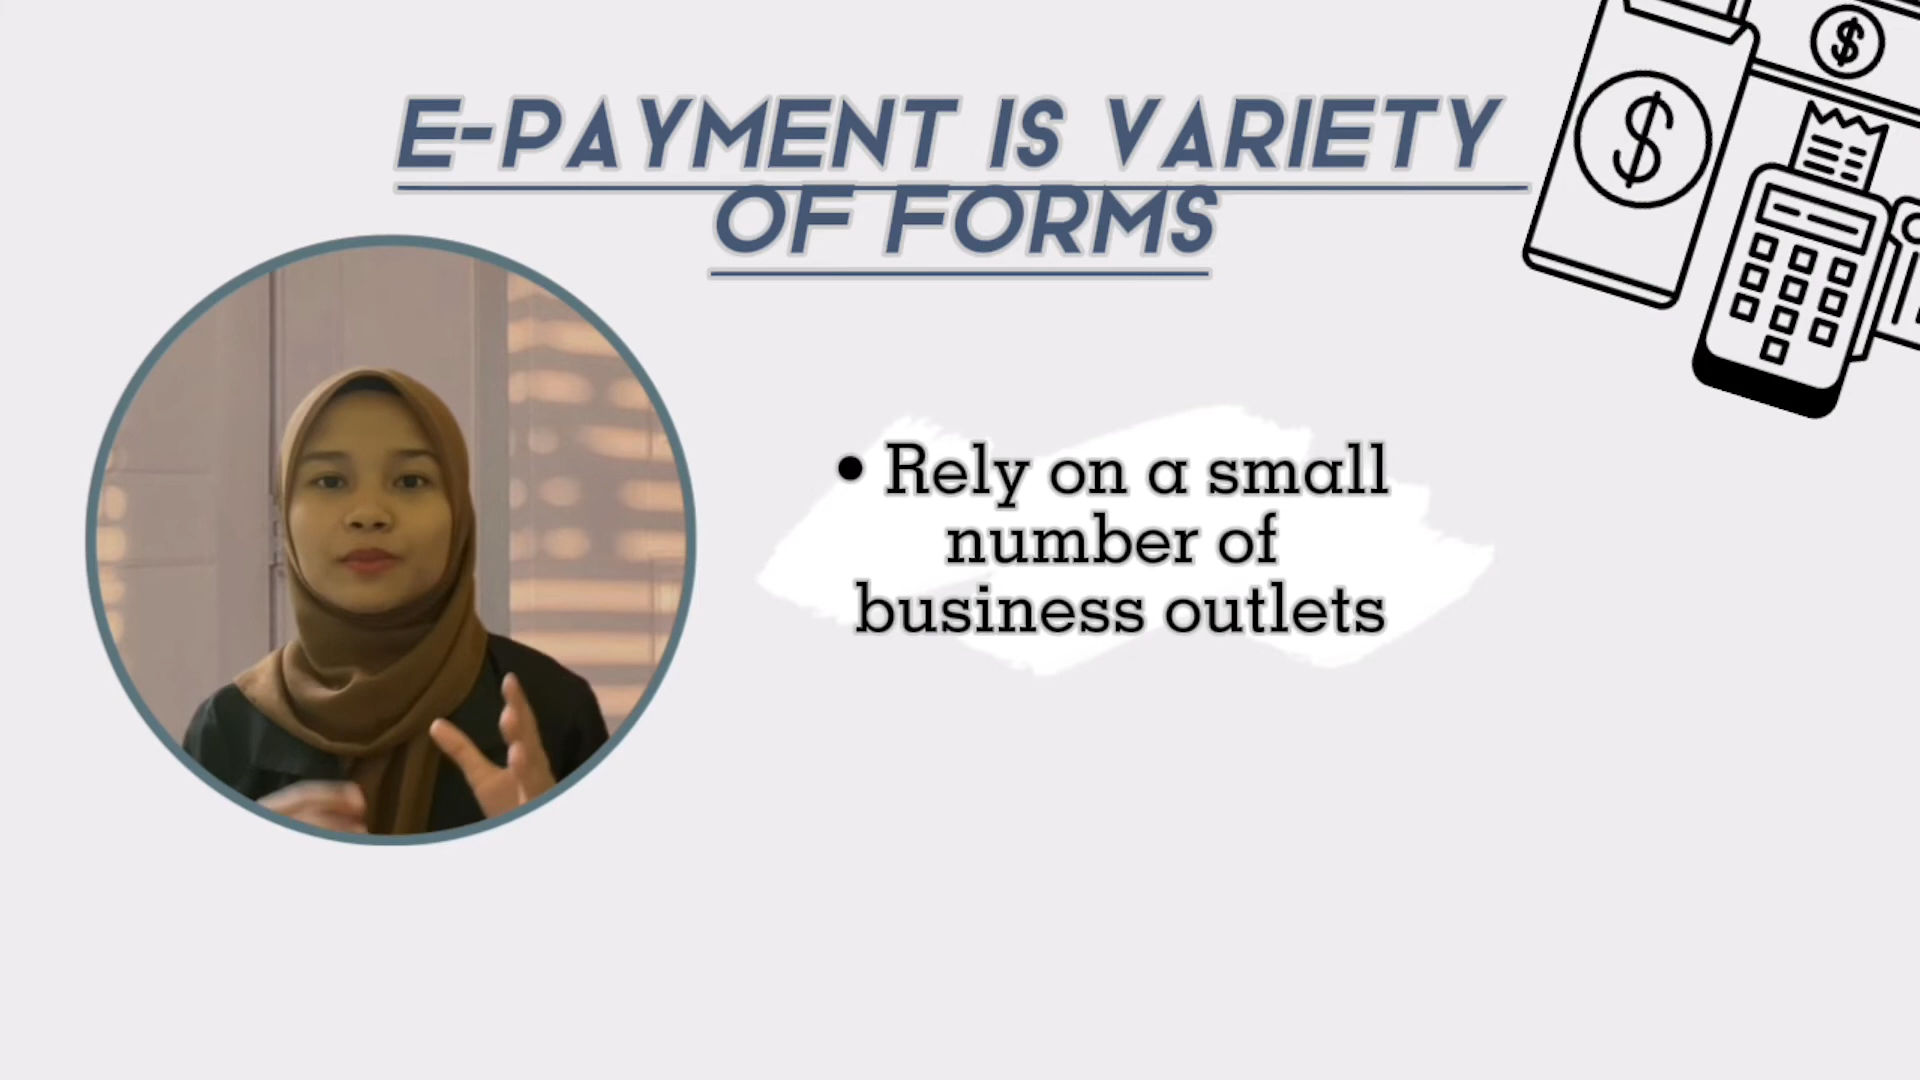 E-PAYMENT IS VARIETY
OF FORMS
• Rely on a small
number of
business outlets